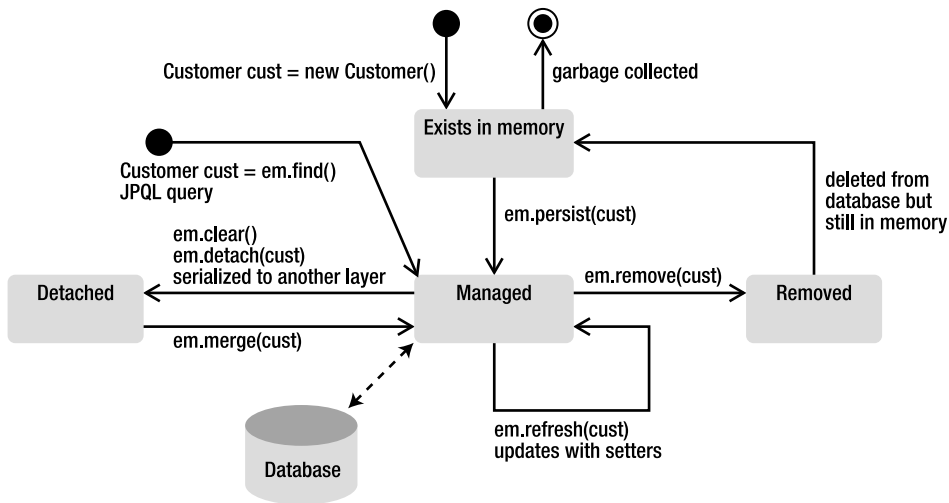 Customer cust = new Customer()
garbage collected
Exists in memory
Customer cust = em.find()
JPQL query
deleted from
database but
still in memory
em.persist(cust)
em.clear()
em.detach(cust)
serialized to another layer
Detached
Managed
em.remove(cust)
Removed
em.merge(cust)
em.refresh(cust)
updates with setters
Database